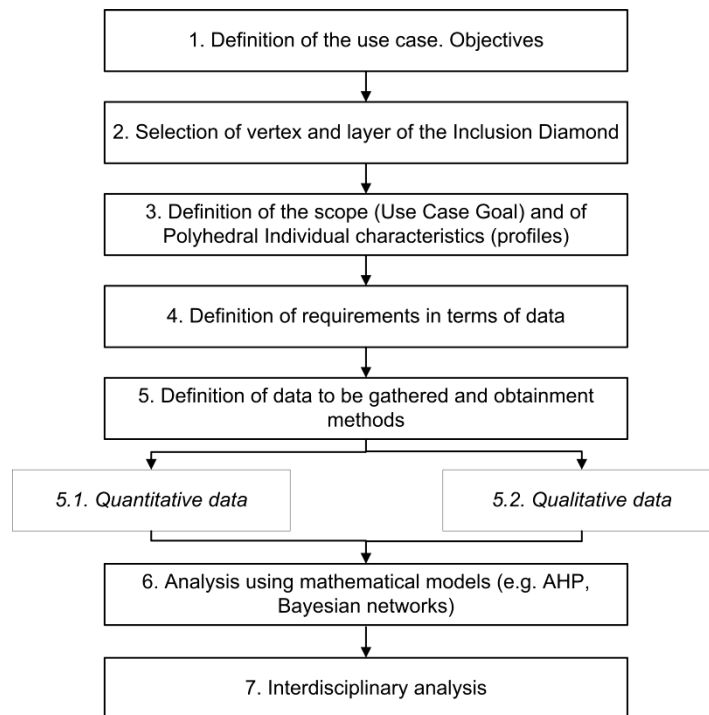 1. Definition of the use case. Objectives
2. Selection of vertex and layer of the Inclusion Diamond
3. Definition of the scope (Use Case Goal) and of
Polyhedral Individual characteristics (profiles)
4. Definition of requirements in terms of data
5. Definition of data to be gathered and obtainment
methods
5.1. Quantitative data
5.2. Qualitative data
6. Analysis using mathematical models (e.g. AHP,
Bayesian networks)
7. Interdisciplinary analysis